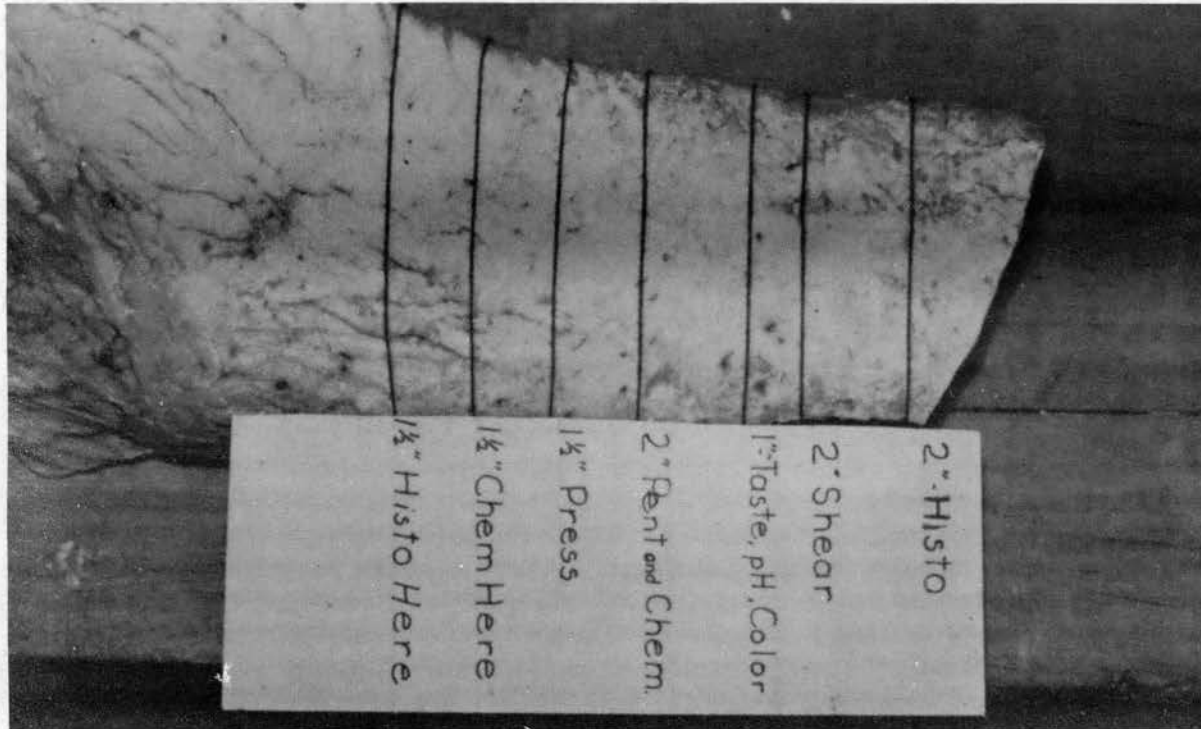 2"-Histo
2" Shear
1"-Taste, pH, Color
2" Pent and Chem.
1½" Press
1½" Chem Here
1½" Histo Here